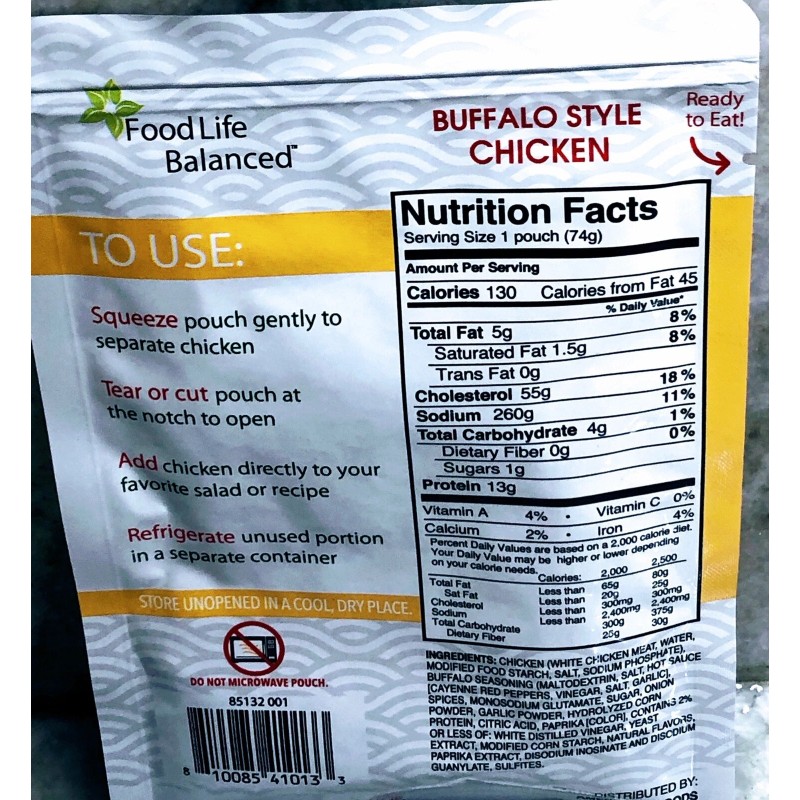 Food Life
Balanced™
BUFFALO STYLE
CHICKEN
Ready
to Eat!
TO USE:
Squeeze pouch gently to
separate chicken
Tear or cut pouch at
the notch to open
Add chicken directly to your
favorite salad or recipe
Refrigerate unused portion
in a separate container
STORE UNOPENED IN A COOL, DRY PLACE.
DO NOT MICROWAVE POUCH.
85132 001
8 10085 41013 3
Nutrition Facts
Serving Size 1 pouch (74g)
Amount Per Serving
Calories 130 Calories from Fat 45
% Daily Value*
Total Fat 5g 8%
Saturated Fat 1.5g 8%
Trans Fat 0g
Cholesterol 55g 18%
Sodium 260g 11%
Total Carbohydrate 4g 1%
Dietary Fiber 0g 0%
Sugars 1g
Protein 13g
Vitamin A 4% • Vitamin C 0%
Calcium 2% • Iron 4%
Percent Daily Values are based on a 2,000 calorie diet.
Your Daily Value may be higher or lower depending
on your calorie needs.
Calories: 2,000 2,500
Total Fat Less than 65g 80g
Sat Fat Less than 20g 25g
Cholesterol Less than 300mg 300mg
Sodium Less than 2,400mg 2,400mg
Total Carbohydrate 300g 375g
Dietary Fiber 25g 30g
INGREDIENTS: CHICKEN (WHITE CHICKEN MEAT, WATER,
MODIFIED FOOD STARCH, SALT, SODIUM PHOSPHATE),
BUFFALO SEASONING (MALTODEXTRIN, SALT, HOT SAUCE
[CAYENNE RED PEPPERS, VINEGAR, SALT, GARLIC],
SPICES, MONOSODIUM GLUTAMATE, SUGAR, ONION
POWDER, GARLIC POWDER, HYDROLYZED CORN
PROTEIN, CITRIC ACID, PAPRIKA [COLOR], CONTAINS 2%
OR LESS OF: WHITE DISTILLED VINEGAR, YEAST
EXTRACT, MODIFIED CORN STARCH, NATURAL FLAVORS,
PAPRIKA EXTRACT, DISODIUM INOSINATE AND DISODIUM
GUANYLATE, SULFITES.
DISTRIBUTED BY: